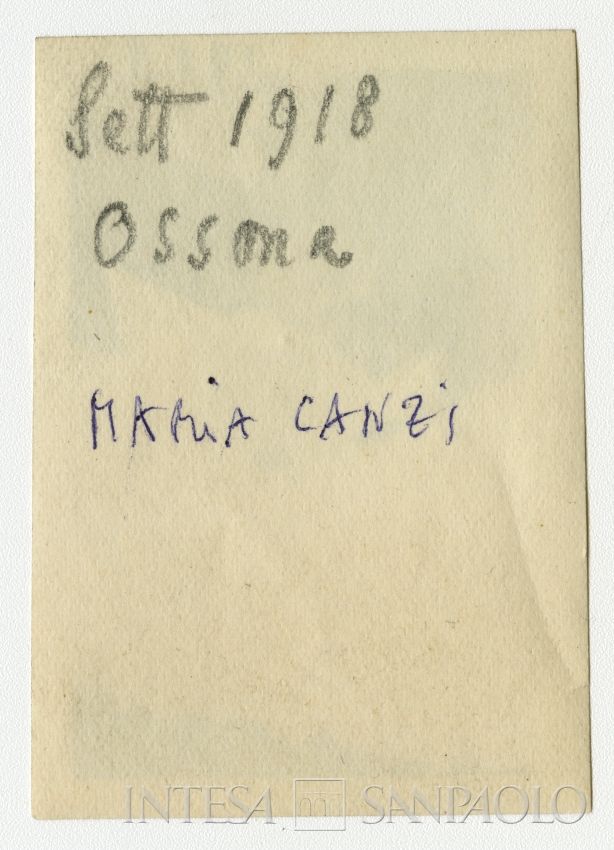 Sett 1918
Ossona
MARiA CANZi
INTESA SANPAOLO